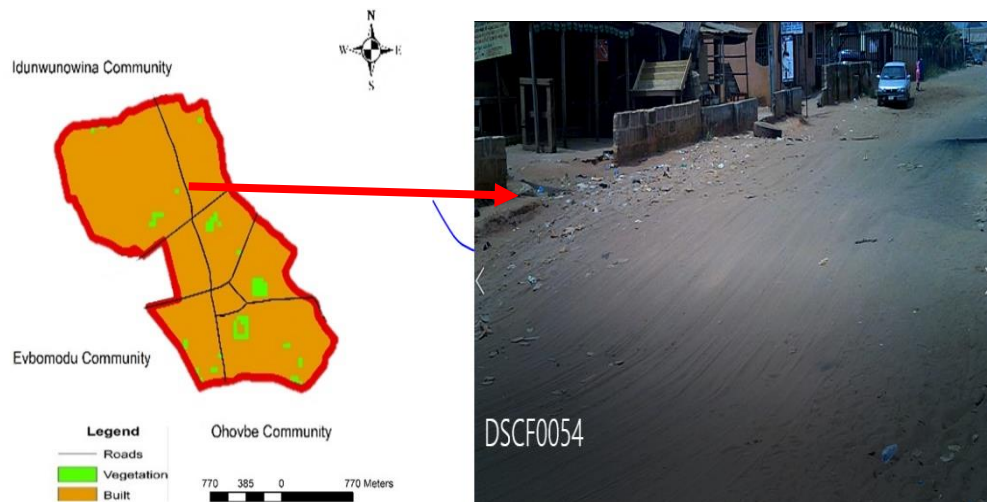 N
W E
S
Idunwunowina Community
Evbomodu Community
Ohovbe Community
Legend
Roads
Vegetation
Built
770 385 0 770 Meters
DSCF0054